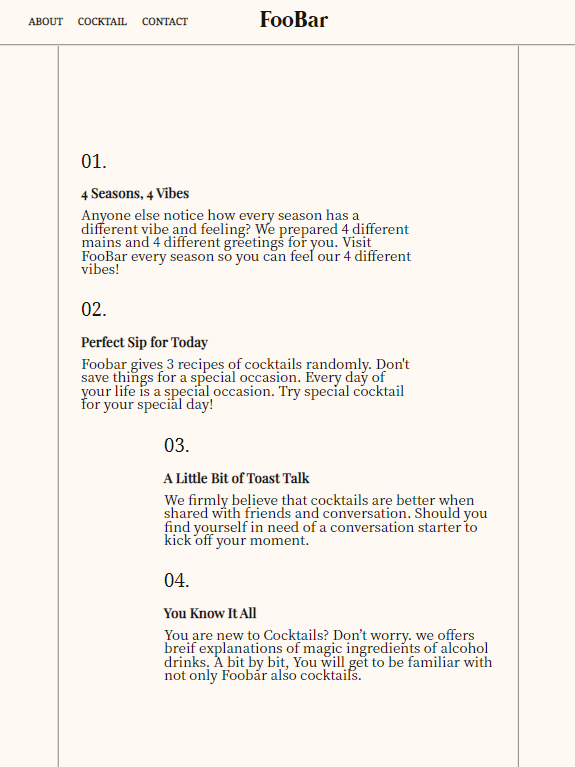 ABOUT COCKTAIL CONTACT FooBar
01.
4 Seasons, 4 Vibes
Anyone else notice how every season has a
different vibe and feeling? We prepared 4 different
mains and 4 different greetings for you. Visit
FooBar every season so you can feel our 4 different
vibes!
02.
Perfect Sip for Today
Foobar gives 3 recipes of cocktails randomly. Don't
save things for a special occasion. Every day of
your life is a special occasion. Try special cocktail
for your special day!
03.
A Little Bit of Toast Talk
We firmly believe that cocktails are better when
shared with friends and conversation. Should you
find yourself in need of a conversation starter to
kick off your moment.
04.
You Know It All
You are new to Cocktails? Don’t worry. we offers
breif explanations of magic ingredients of alcohol
drinks. A bit by bit, You will get to be familiar with
not only Foobar also cocktails.